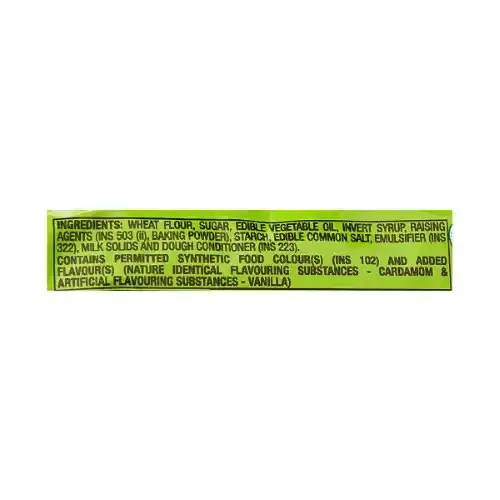 INGREDIENTS: WHEAT FLOUR, SUGAR, EDIBLE VEGETABLE OIL, INVERT SYRUP, RAISING
AGENTS (INS 503 (ii), BAKING POWDER), STARCH, EDIBLE COMMON SALT, EMULSIFIER (INS
322), MILK SOLIDS AND DOUGH CONDITIONER (INS 223).
CONTAINS PERMITTED SYNTHETIC FOOD COLOUR(S) (INS 102) AND ADDED
FLAVOUR(S) (NATURE IDENTICAL FLAVOURING SUBSTANCES - CARDAMOM &
ARTIFICIAL FLAVOURING SUBSTANCES - VANILLA)